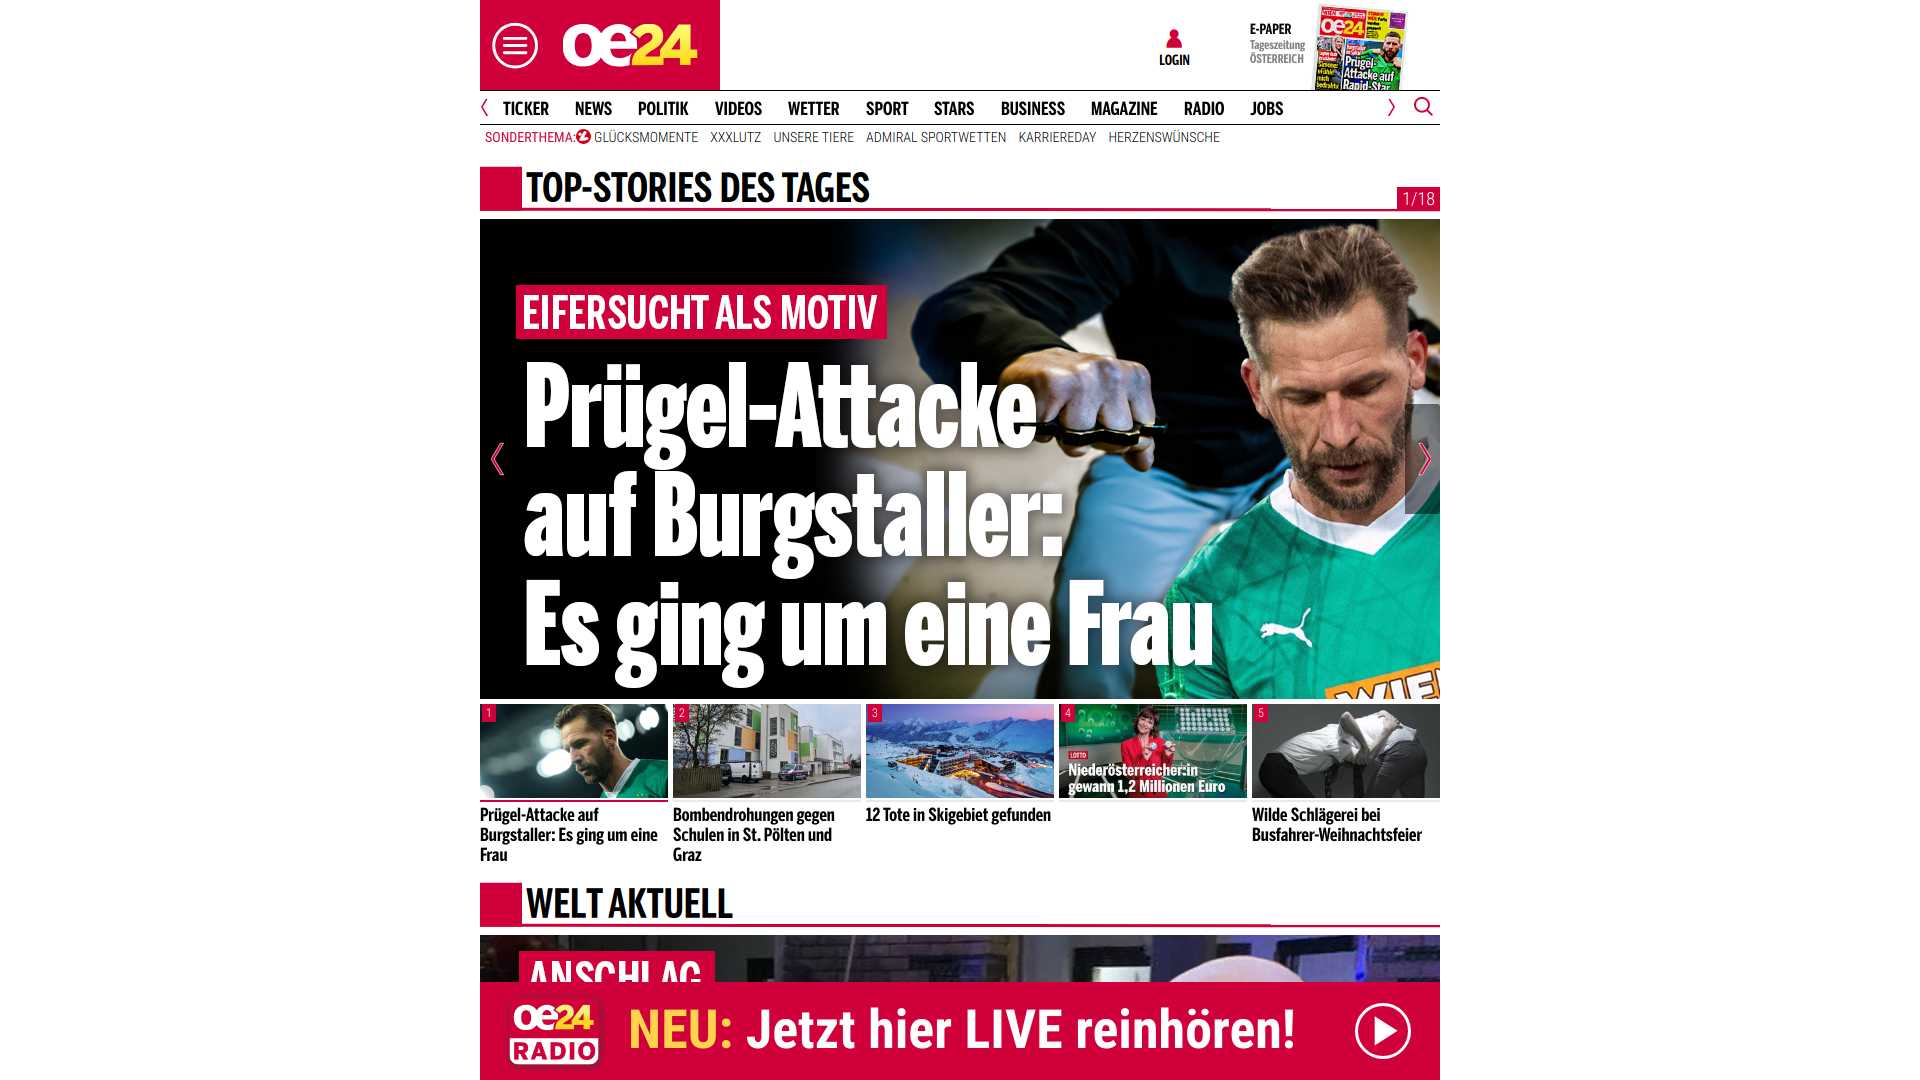 oe24
LOGIN
E-PAPER
Tageszeitung
ÖSTERREICH
oe24
Prügel-
Attacke auf
Rapid-Star
TICKER NEWS POLITIK VIDEOS WETTER SPORT STARS BUSINESS MAGAZINE RADIO JOBS
SONDERTHEMA: GLÜCKSMOMENTE XXXLUTZ UNSERE TIERE ADMIRAL SPORTWETTEN KARRIEREDAY HERZENSWÜNSCHE
TOP-STORIES DES TAGES
1/18
EIFERSUCHT ALS MOTIV
Prügel-Attacke
auf Burgstaller:
Es ging um eine Frau
WIE
1
2
3
4
5
LOTTO
Niederösterreicher:in
gewann 1,2 Millionen Euro
Prügel-Attacke auf
Burgstaller: Es ging um eine
Frau
Bombendrohungen gegen
Schulen in St. Pölten und
Graz
12 Tote in Skigebiet gefunden
Wilde Schlägerei bei
Busfahrer-Weihnachtsfeier
WELT AKTUELL
ANSCHLAG
oe24
RADIO
NEU: Jetzt hier LIVE reinhören!